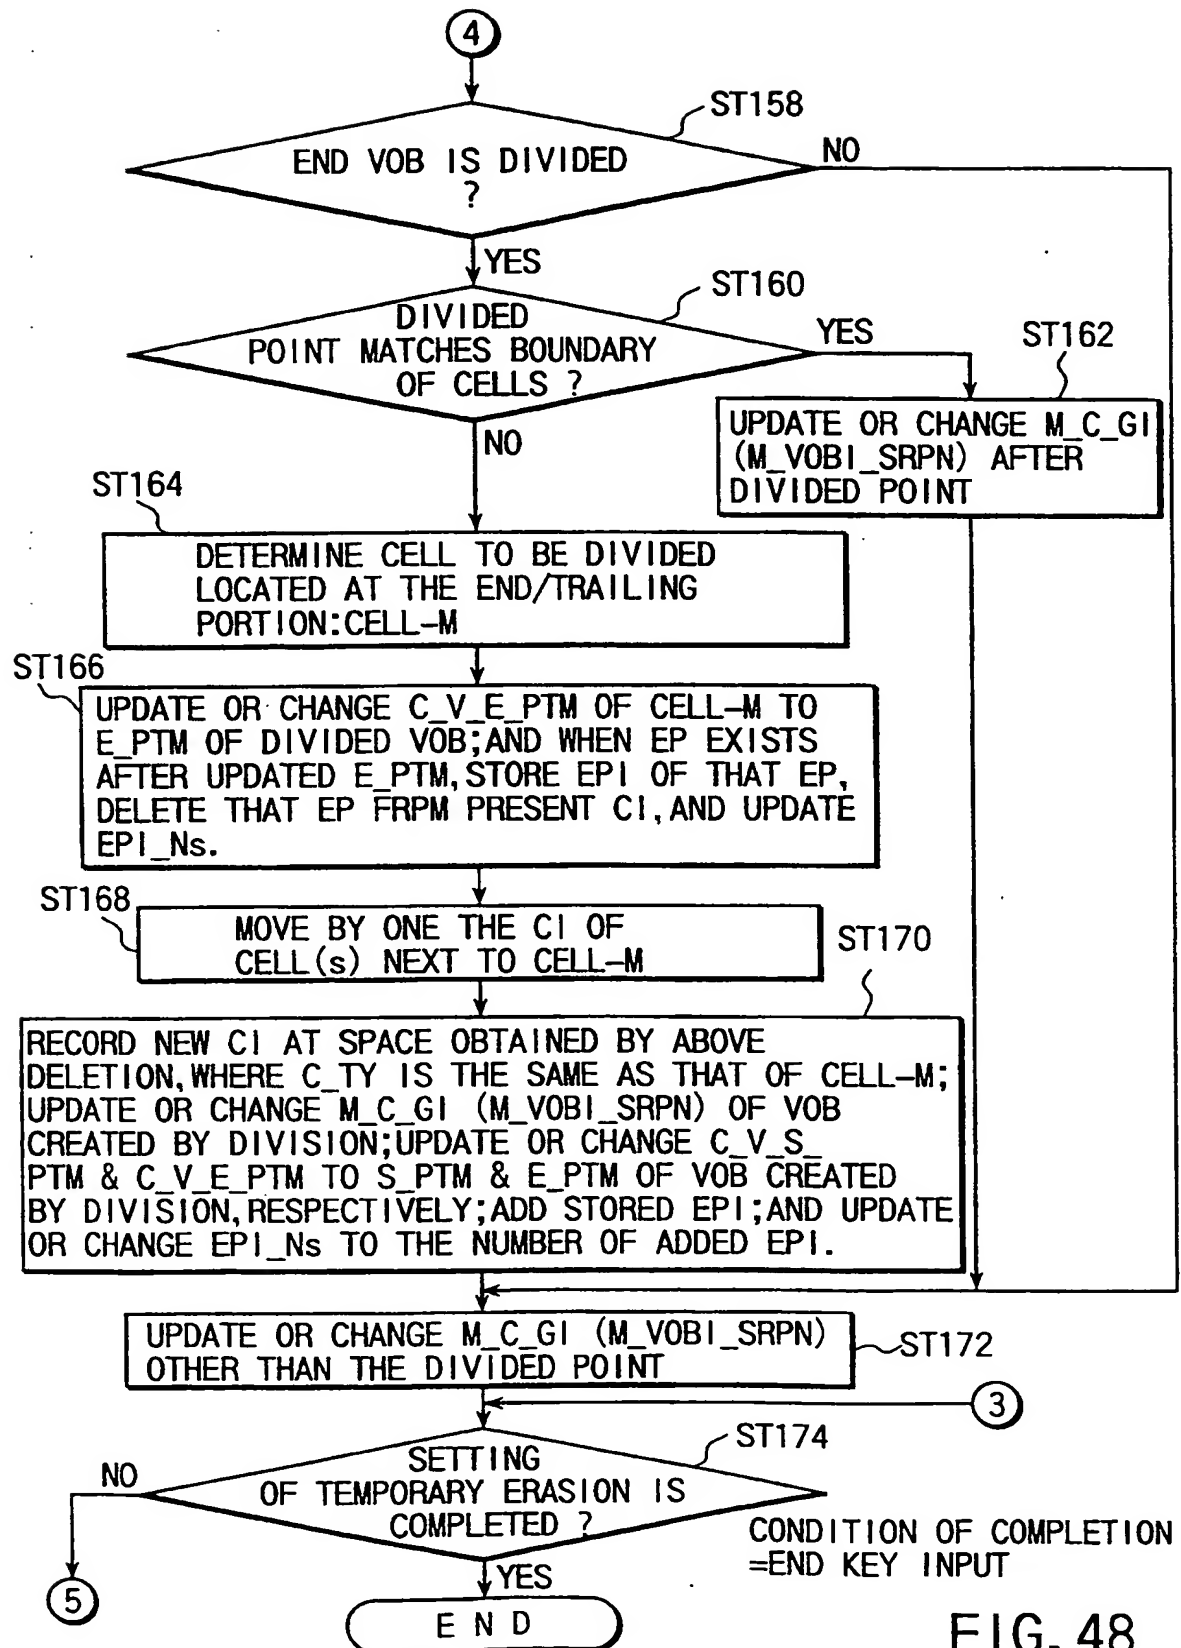 4
ST158
END VOB IS DIVIDED
?
NO
YES
ST160
DIVIDED
POINT MATCHES BOUNDARY
OF CELLS ?
YES
ST162
UPDATE OR CHANGE M_C_GI
(M_VOBI_SRPN) AFTER
DIVIDED POINT
NO
ST164
DETERMINE CELL TO BE DIVIDED
LOCATED AT THE END/TRAILING
PORTION:CELL-M
ST166
UPDATE OR CHANGE C_V_E_PTM OF CELL-M TO
E_PTM OF DIVIDED VOB;AND WHEN EP EXISTS
AFTER UPDATED E_PTM,STORE EPI OF THAT EP,
DELETE THAT EP FRPM PRESENT CI,AND UPDATE
EPI_Ns.
ST168
MOVE BY ONE THE CI OF
CELL(s) NEXT TO CELL-M
ST170
RECORD NEW CI AT SPACE OBTAINED BY ABOVE
DELETION,WHERE C_TY IS THE SAME AS THAT OF CELL-M;
UPDATE OR CHANGE M_C_GI (M_VOBI_SRPN) OF VOB
CREATED BY DIVISION;UPDATE OR CHANGE C_V_S_
PTM & C_V_E_PTM TO S_PTM & E_PTM OF VOB CREATED
BY DIVISION,RESPECTIVELY;ADD STORED EPI;AND UPDATE
OR CHANGE EPI_Ns TO THE NUMBER OF ADDED EPI.
UPDATE OR CHANGE M_C_GI (M_VOBI_SRPN)
OTHER THAN THE DIVIDED POINT
ST172
3
ST174
SETTING
OF TEMPORARY ERASION IS
COMPLETED ?
NO
5
YES
END
CONDITION OF COMPLETION
=END KEY INPUT
FIG. 48